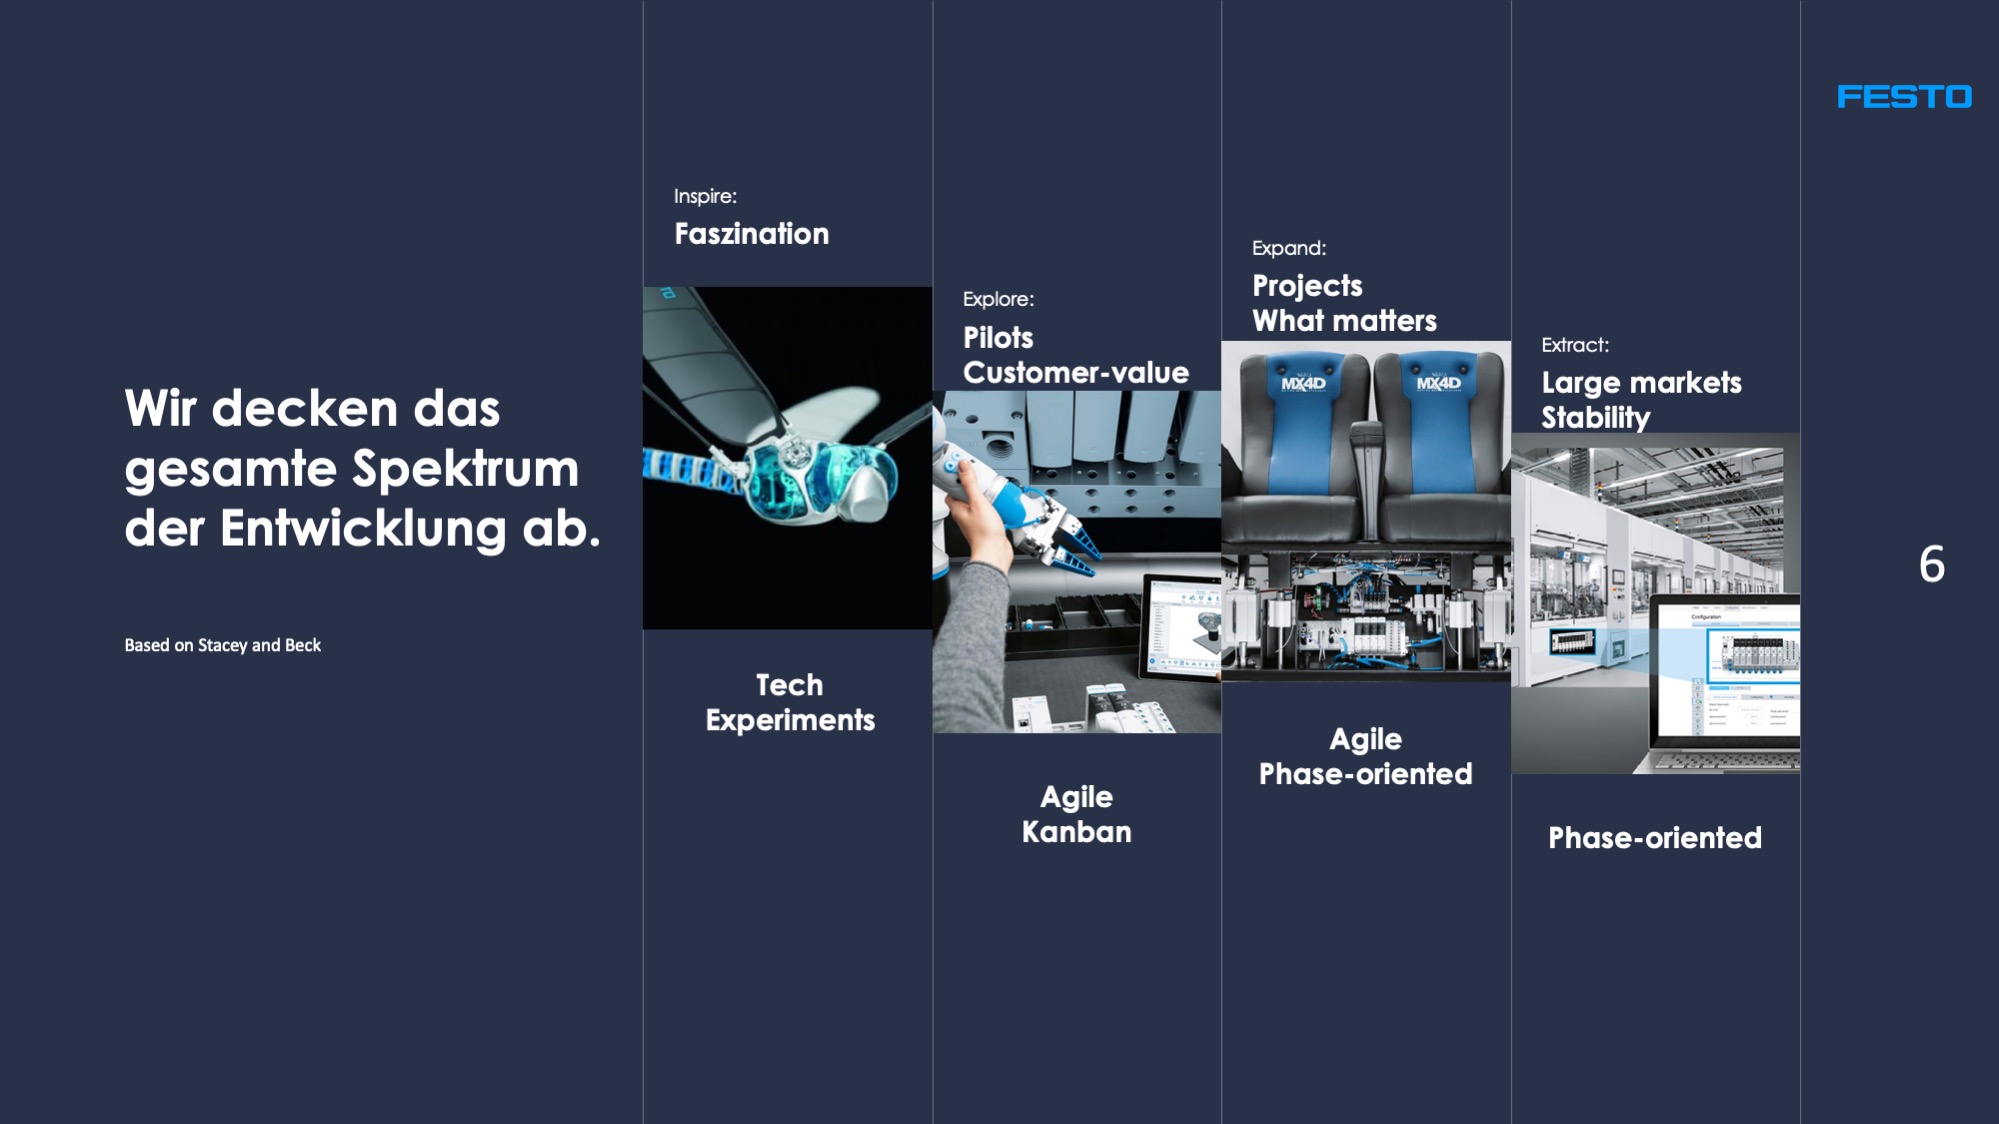 FESTO
Wir decken das
gesamte Spektrum
der Entwicklung ab.
Based on Stacey and Beck
Inspire:
Faszination
Tech
Experiments
Explore:
Pilots
Customer-value
Agile
Kanban
Expand:
Projects
What matters
MX4D
MX4D
Agile
Phase-oriented
Extract:
Large markets
Stability
Configuration
Phase-oriented
6